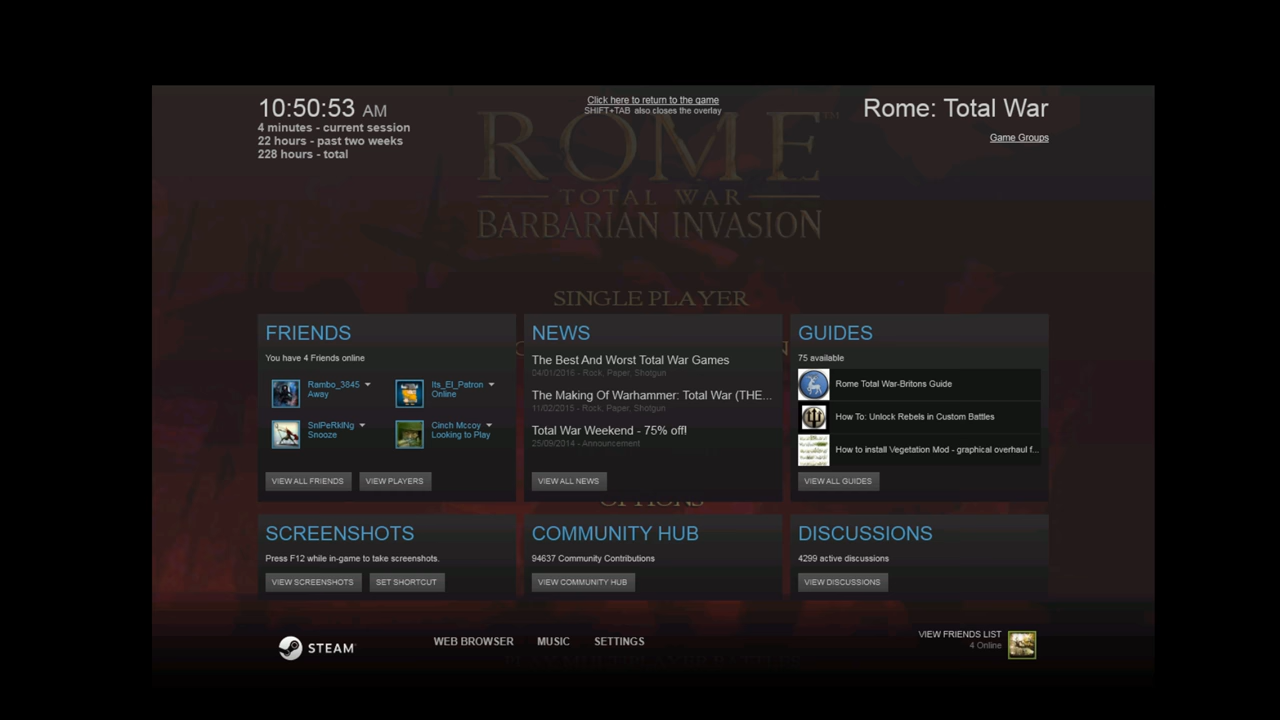 10:50:53 AM
4 minutes - current session
22 hours - past two weeks
228 hours - total
Click here to return to the game
SHIFT+TAB also closes the overlay
Rome: Total War
Game Groups
ROME™
TOTAL WAR
BARBARIAN INVASION
SINGLE PLAYER
FRIENDS
You have 4 Friends online
Rambo_3845
Away
Its_El_Patron
Online
SnIPeRkINg
Snooze
Cinch Mccoy
Looking to Play
VIEW ALL FRIENDS
VIEW PLAYERS
NEWS
The Best And Worst Total War Games
04/01/2016 - Rock, Paper, Shotgun
The Making Of Warhammer: Total War (THE...
11/02/2015 - Rock, Paper, Shotgun
Total War Weekend - 75% off!
25/09/2014 - Announcement
VIEW ALL NEWS
GUIDES
75 available
Rome Total War-Britons Guide
How To: Unlock Rebels in Custom Battles
How to install Vegetation Mod - graphical overhaul f...
VIEW ALL GUIDES
OPTIONS
SCREENSHOTS
Press F12 while in-game to take screenshots.
VIEW SCREENSHOTS
SET SHORTCUT
COMMUNITY HUB
94637 Community Contributions
VIEW COMMUNITY HUB
DISCUSSIONS
4299 active discussions
VIEW DISCUSSIONS
STEAM
WEB BROWSER
MUSIC
SETTINGS
VIEW FRIENDS LIST
4 Online